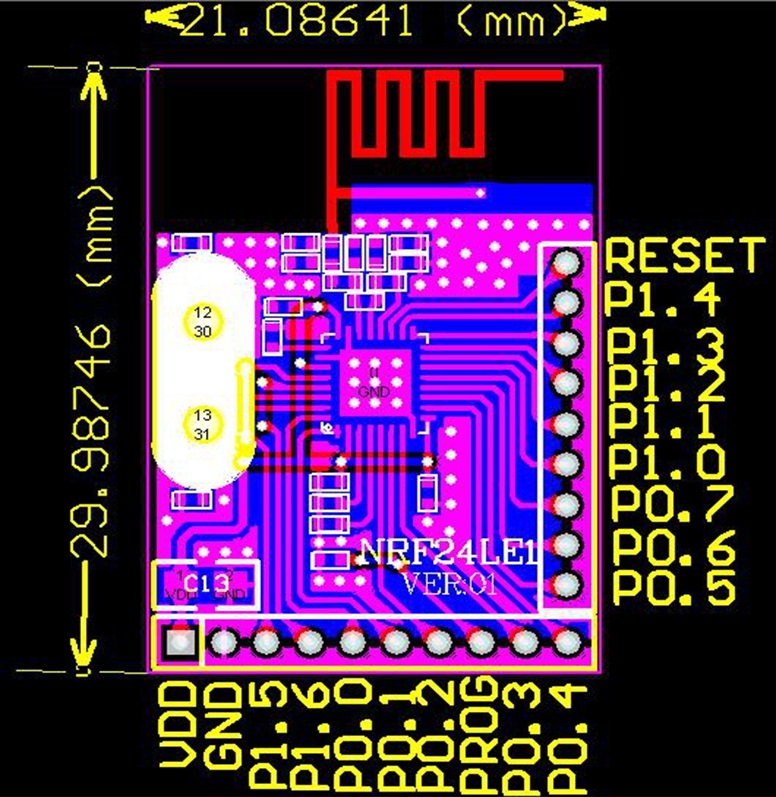 21.08641 (mm)
29.98746 (mm)
RESET
P1.4
P1.3
P1.2
P1.1
P1.0
P0.7
P0.6
P0.5
12
30
13
31
GND
NRF24LE1
VER:01
C13
1
2
VDD
GND
VDD
GND
P1.5
P1.6
P0.0
P0.1
P0.2
PROG
P0.3
P0.4